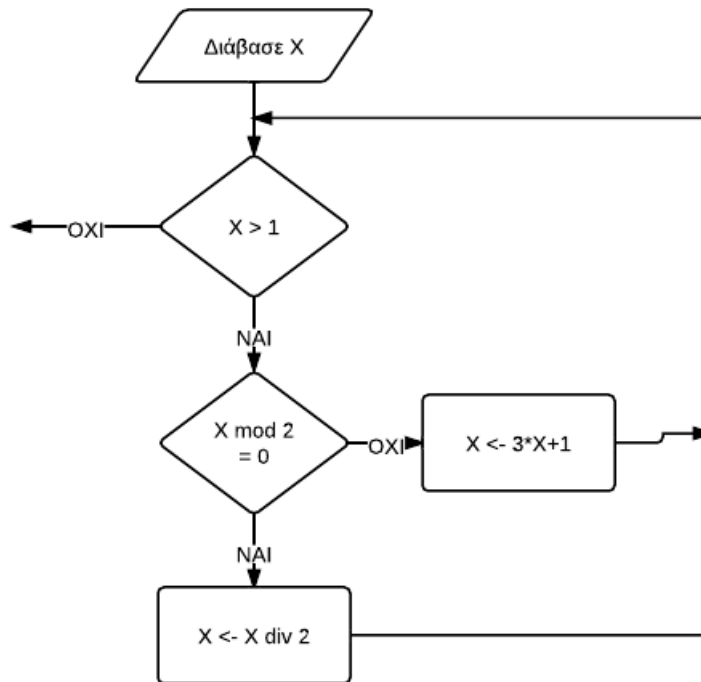 Διάβασε Χ
Χ > 1
ΟΧΙ
ΝΑΙ
Χ mod 2
= 0
ΟΧΙ
Χ <- 3*Χ+1
ΝΑΙ
Χ <- Χ div 2